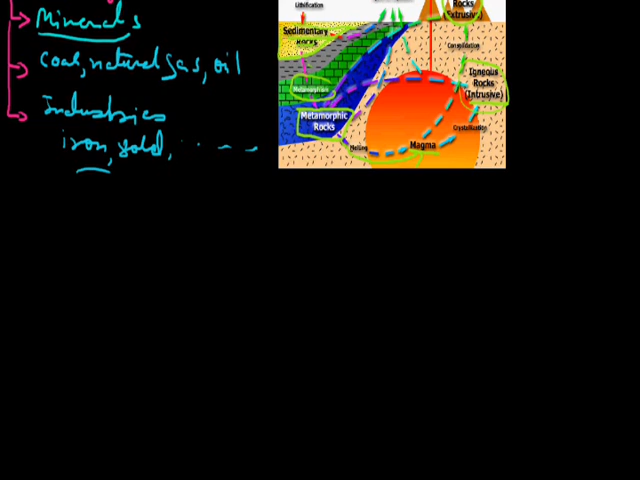 Minerals
Coal, natural gas, oil
Industries
iron, gold, ....
Lithification
Sedimentary
Rocks
Metamorphism
Metamorphic
Rocks
Melting
Magma
Rocks
(Extrusive)
Consolidation
Igneous
Rocks
(Intrusive)
Crystallization